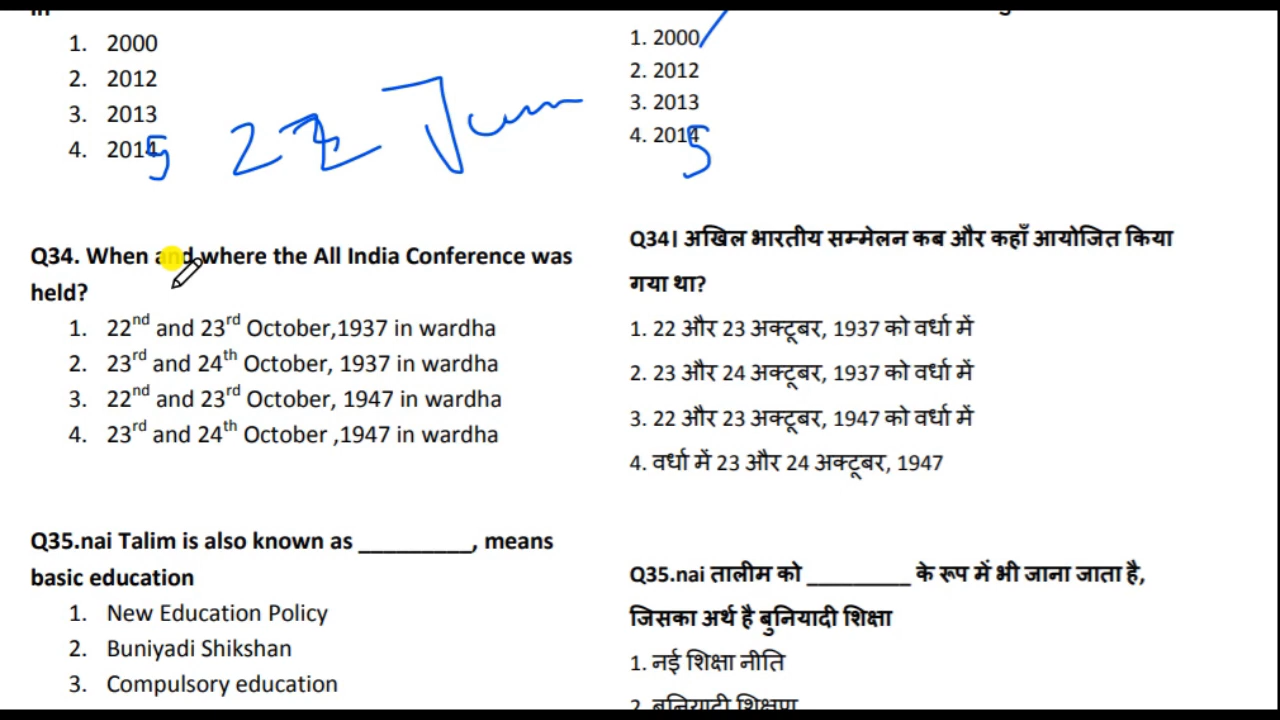 1. 2000
2. 2012
3. 2013
4. 2014
5
22 June
Q34. When and where the All India Conference was
held?
1. 22nd and 23rd October,1937 in wardha
2. 23rd and 24th October, 1937 in wardha
3. 22nd and 23rd October, 1947 in wardha
4. 23rd and 24th October ,1947 in wardha
Q35.nai Talim is also known as _________, means
basic education
1. New Education Policy
2. Buniyadi Shikshan
3. Compulsory education
1. 2000
2. 2012
3. 2013
4. 2014
5
Q34। अखिल भारतीय सम्मेलन कब और कहाँ आयोजित किया
गया था?
1. 22 और 23 अक्टूबर, 1937 को वर्धा में
2. 23 और 24 अक्टूबर, 1937 को वर्धा में
3. 22 और 23 अक्टूबर, 1947 को वर्धा में
4. वर्धा में 23 और 24 अक्टूबर, 1947
Q35.nai तालीम को _________ के रूप में भी जाना जाता है,
जिसका अर्थ है बुनियादी शिक्षा
1. नई शिक्षा नीति
2. बुनियादी शिक्षण